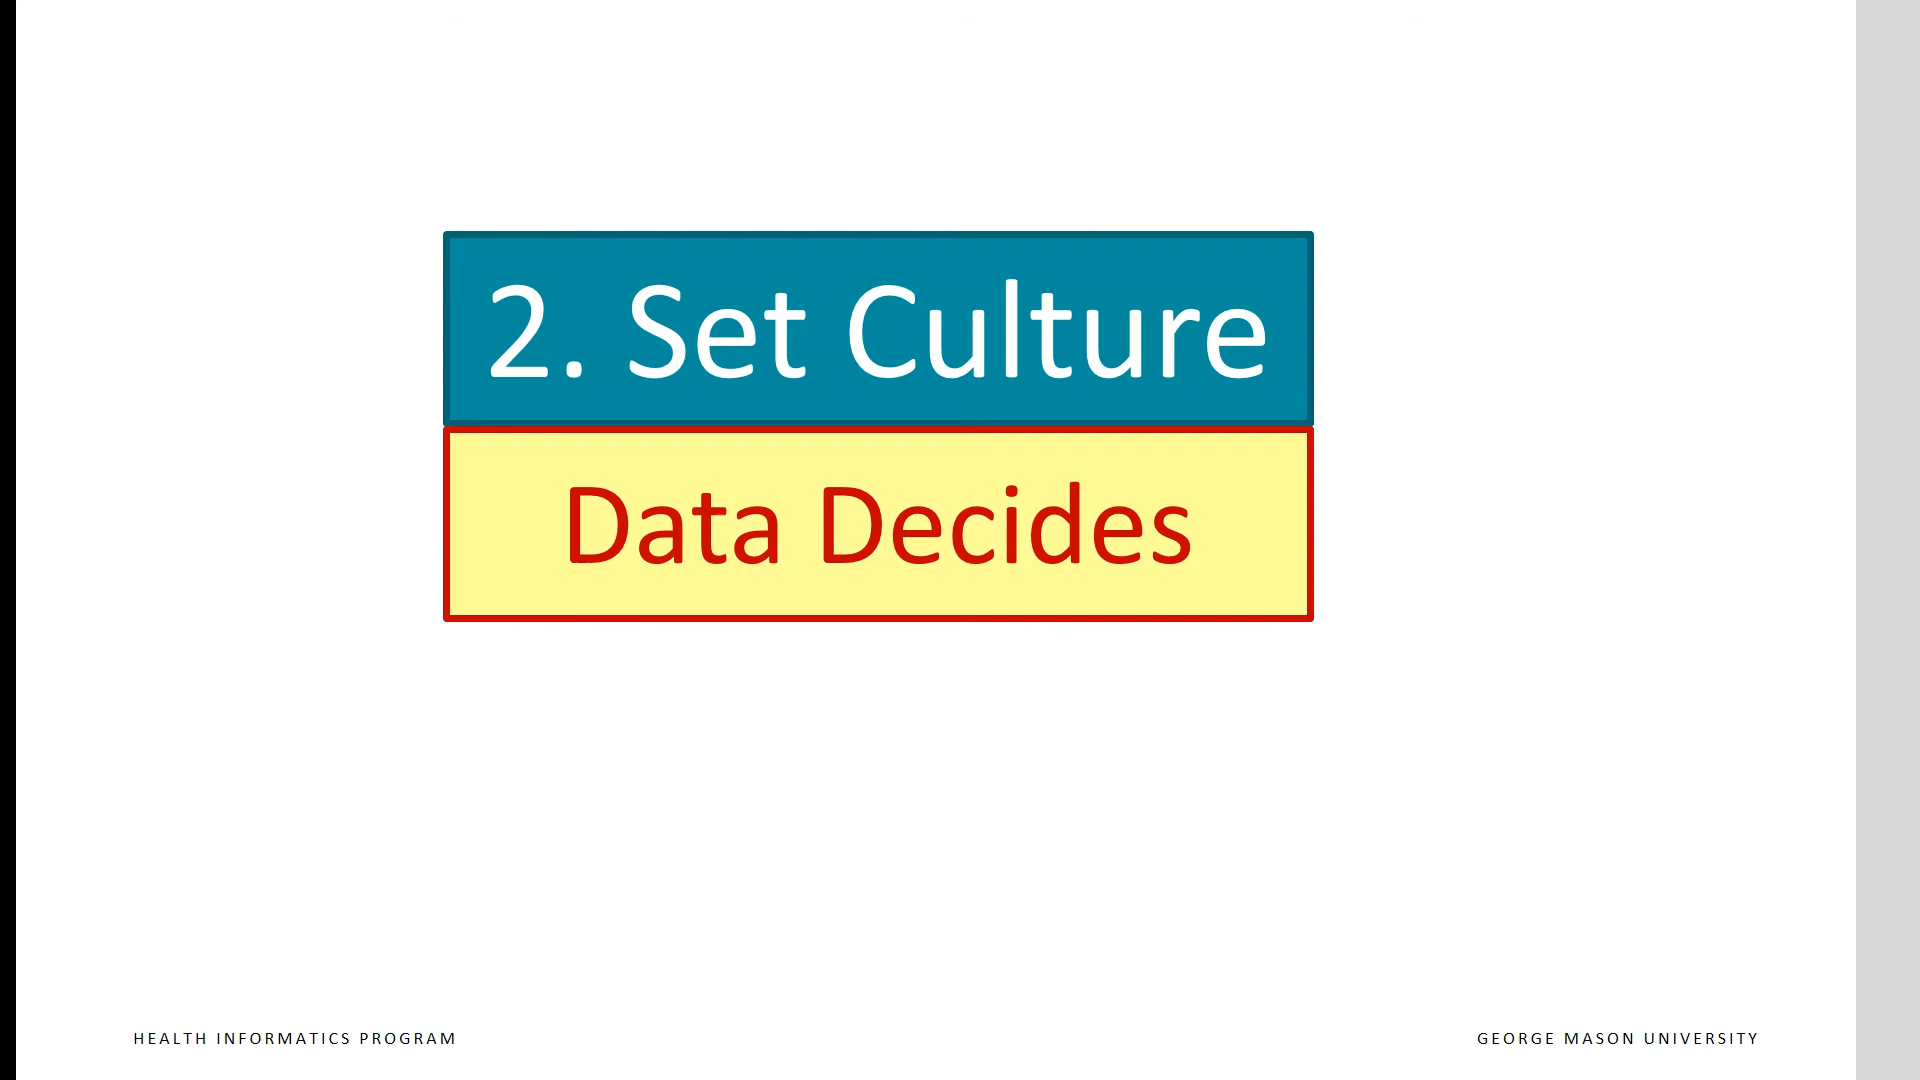 2. Set Culture
Data Decides
HEALTH INFORMATICS PROGRAM
GEORGE MASON UNIVERSITY